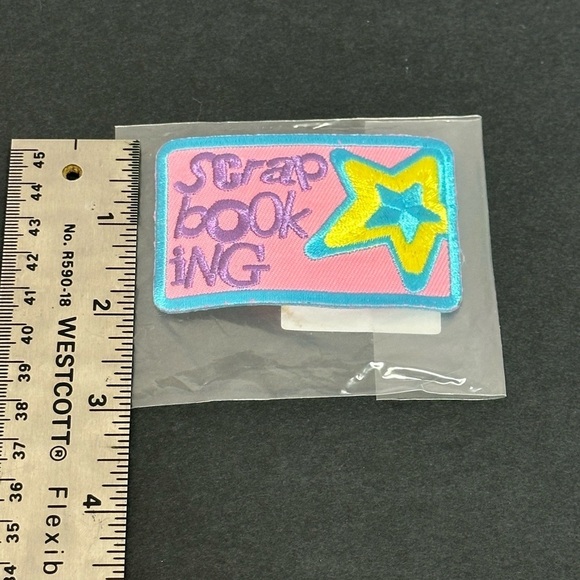 scrap
book
iNG
45 44 43 42 41 40 39 38 37 36 35 34
No. R590-18 WESTCOTT® Flexib
1 2 3 4